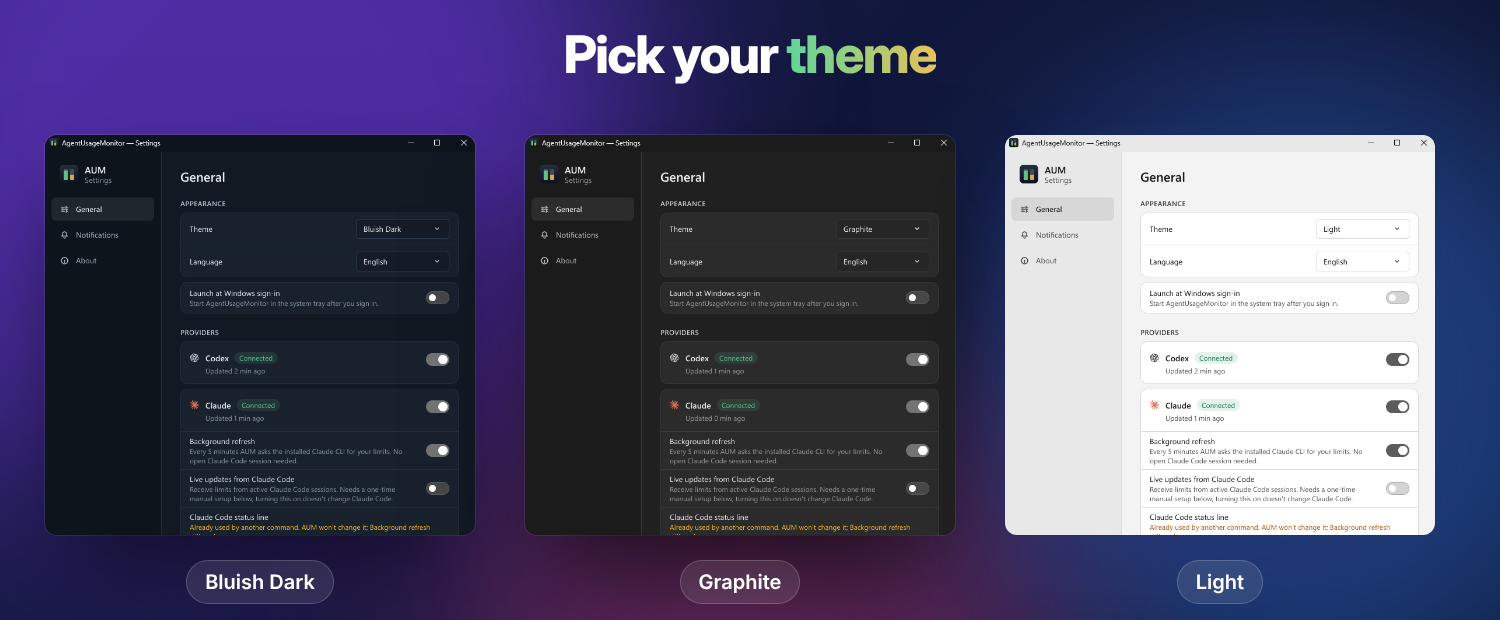 Pick your theme
AgentUsageMonitor — Settings
AUM
Settings
General
Notifications
About
General
APPEARANCE
Theme
Bluish Dark
Language
English
Launch at Windows sign-in
Start AgentUsageMonitor in the system tray after you sign in.
PROVIDERS
Codex Connected
Updated 2 min ago
Claude Connected
Updated 1 min ago
Background refresh
Every 5 minutes AUM asks the installed Claude CLI for your limits. No
open Claude Code session needed.
Live updates from Claude Code
Receive limits from active Claude Code sessions. Needs a one-time
manual setup below, turning this on doesn't change Claude Code.
Claude Code status line
Already used by another command. AUM won't change it; Background refresh
Bluish Dark
AgentUsageMonitor — Settings
AUM
Settings
General
Notifications
About
General
APPEARANCE
Theme
Graphite
Language
English
Launch at Windows sign-in
Start AgentUsageMonitor in the system tray after you sign in.
PROVIDERS
Codex Connected
Updated 1 min ago
Claude Connected
Updated 0 min ago
Background refresh
Every 5 minutes AUM asks the installed Claude CLI for your limits. No
open Claude Code session needed.
Live updates from Claude Code
Receive limits from active Claude Code sessions. Needs a one-time
manual setup below, turning this on doesn't change Claude Code.
Claude Code status line
Already used by another command. AUM won't change it; Background refresh
Graphite
AgentUsageMonitor — Settings
AUM
Settings
General
Notifications
About
General
APPEARANCE
Theme
Light
Language
English
Launch at Windows sign-in
Start AgentUsageMonitor in the system tray after you sign in.
PROVIDERS
Codex Connected
Updated 2 min ago
Claude Connected
Updated 1 min ago
Background refresh
Every 5 minutes AUM asks the installed Claude CLI for your limits. No
open Claude Code session needed.
Live updates from Claude Code
Receive limits from active Claude Code sessions. Needs a one-time
manual setup below, turning this on doesn't change Claude Code.
Claude Code status line
Already used by another command. AUM won't change it; Background refresh
Light